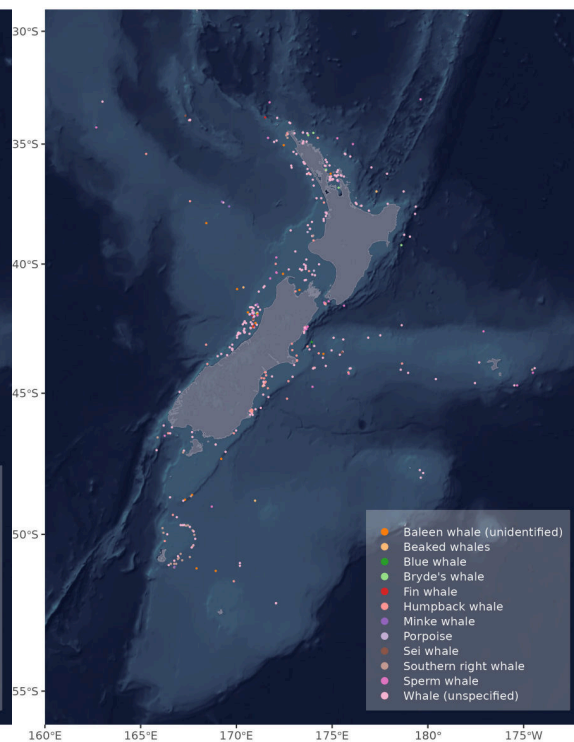 30°S
35°S
40°S
45°S
50°S
55°S
Baleen whale (unidentified)
Beaked whales
Blue whale
Bryde's whale
Fin whale
Humpback whale
Minke whale
Porpoise
Sei whale
Southern right whale
Sperm whale
Whale (unspecified)
160°E
165°E
170°E
175°E
180°
175°W